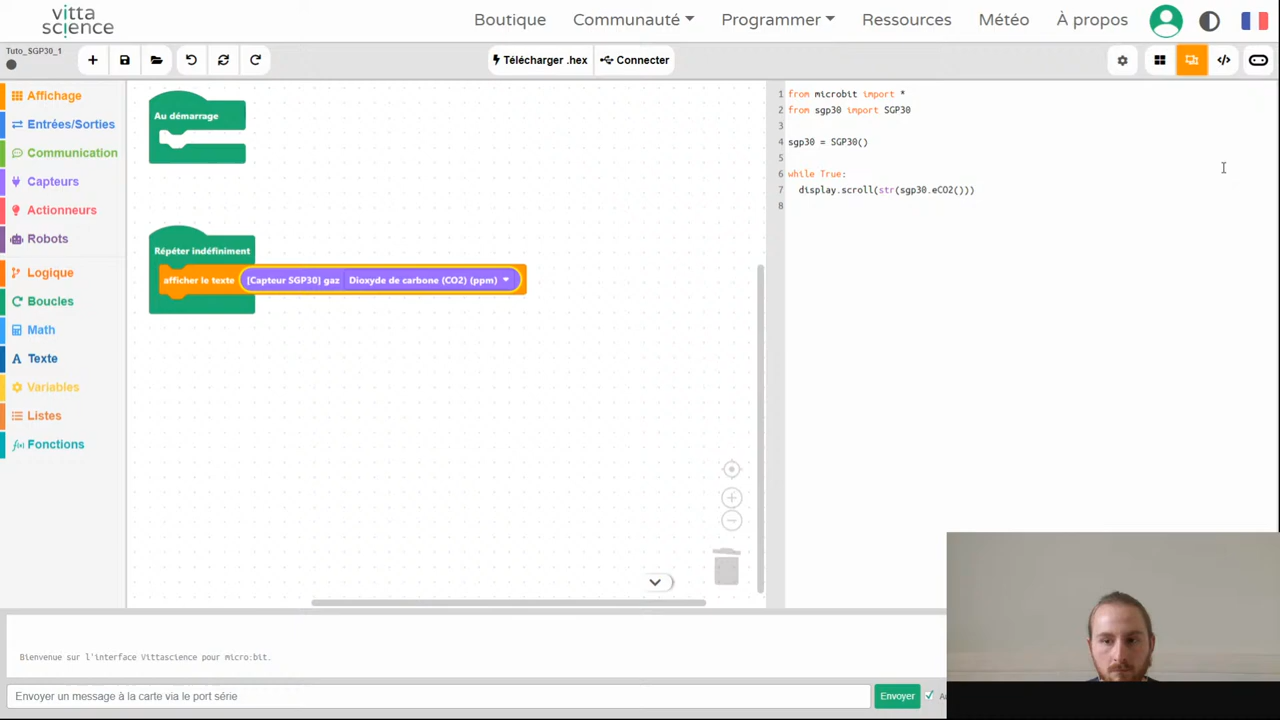 vitta
science
Boutique
Communauté
Programmer
Ressources
Météo
À propos
Tuto_SGP30_1
Télécharger .hex
Connecter
Affichage
Entrées/Sorties
Communication
Capteurs
Actionneurs
Robots
Logique
Boucles
Math
Texte
Variables
Listes
Fonctions
Au démarrage
Répéter indéfiniment
afficher le texte [Capteur SGP30] gaz Dioxyde de carbone (CO2) (ppm)
1 from microbit import *
2 from sgp30 import SGP30
3
4 sgp30 = SGP30()
5
6 while True:
7 display.scroll(str(sgp30.eCO2()))
8
Bienvenue sur l'interface Vittascience pour micro:bit.
Envoyer un message à la carte via le port série
Envoyer